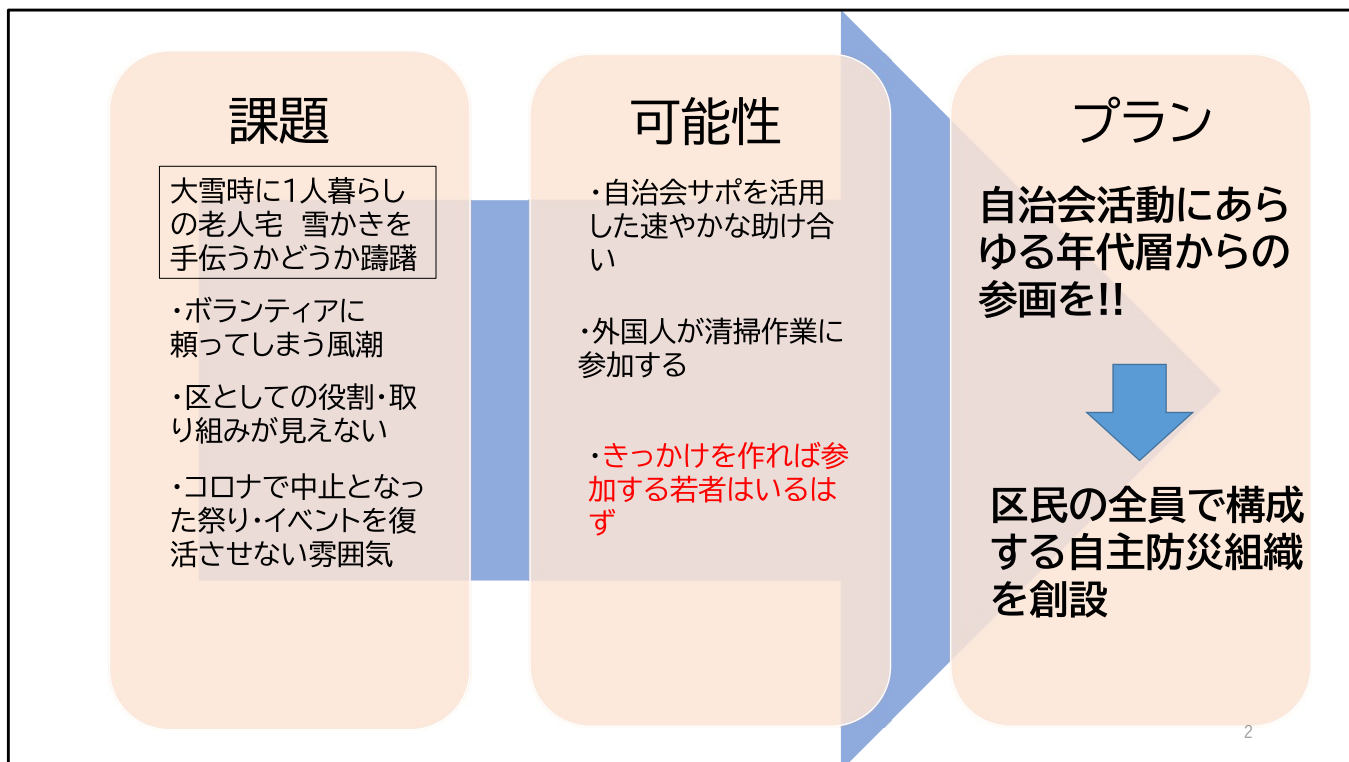 課題
大雪時に1人暮らし
の老人宅　雪かきを
手伝うかどうか躊躇
・ボランティアに
頼ってしまう風潮
・区としての役割・取
り組みが見えない
・コロナで中止となっ
た祭り・イベントを復
活させない雰囲気
可能性
・自治会サポを活用
した速やかな助け合
い
・外国人が清掃作業に
参加する
・きっかけを作れば参
加する若者はいるは
ず
プラン
自治会活動にあら
ゆる年代層からの
参画を!!
区民の全員で構成
する自主防災組織
を創設
2